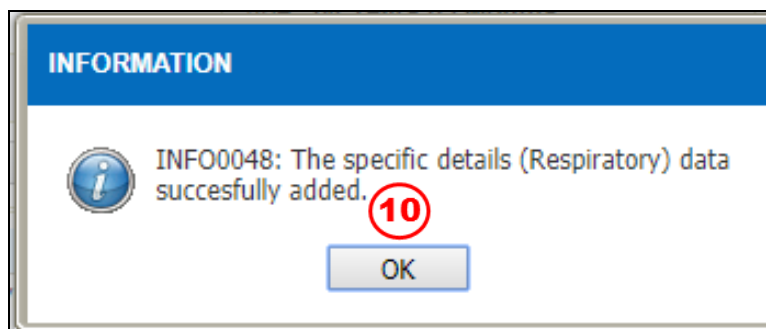 INFORMATION
INFO0048: The specific details (Respiratory) data
succesfully added.
10
OK